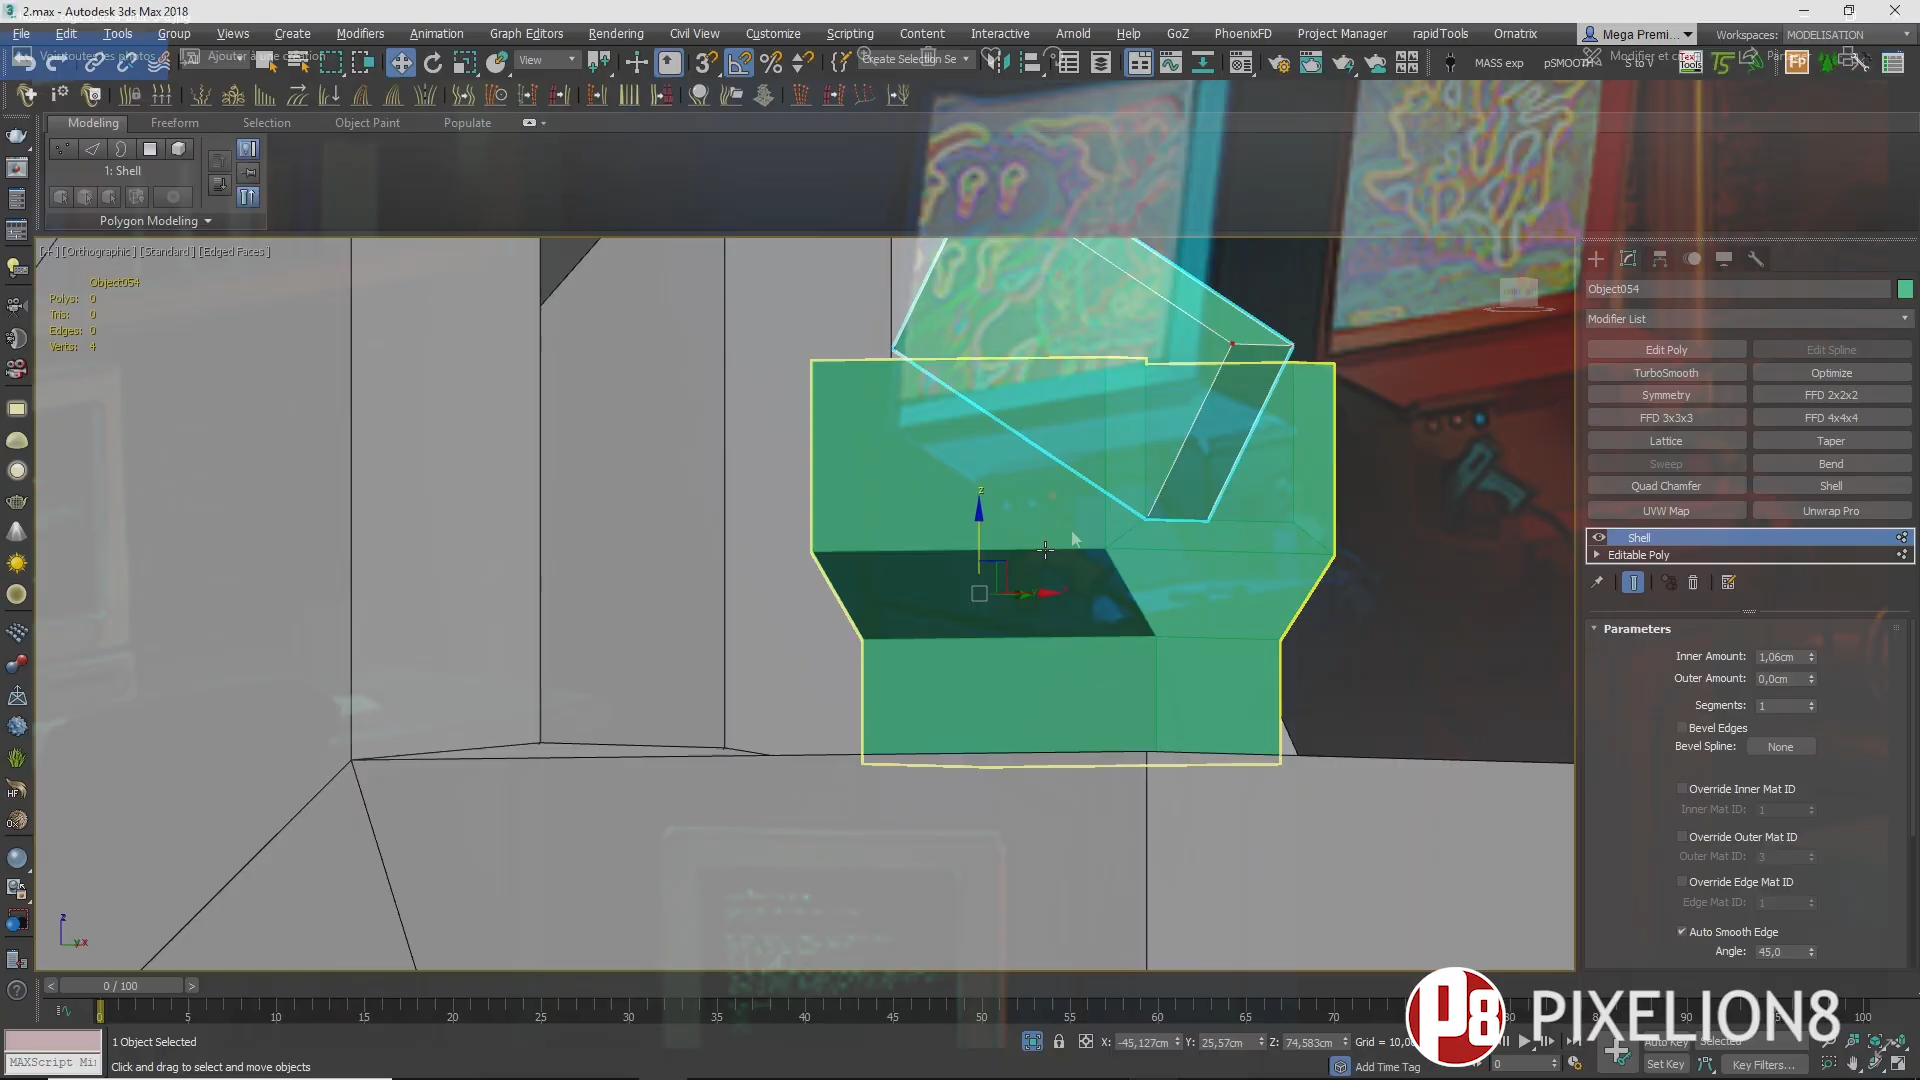 2.max - Autodesk 3ds Max 2018
File Edit Tools Group Views Create Modifiers Animation Graph Editors Rendering Civil View Customize Scripting Content Interactive Arnold Help GoZ PhoenixFD Project Manager rapidTools Ornatrix Mega Premi... Workspaces: MODELISATION
View Create Selection Se MASS exp pSMOOTH S to V
Modeling Freeform Selection Object Paint Populate
1: Shell
Polygon Modeling
[+] [Orthographic] [Standard] [Edged Faces]
Object054
Polys: 0
Tris: 0
Edges: 0
Verts: 4
Object054
Modifier List
Edit Poly Edit Spline
TurboSmooth Optimize
Symmetry FFD 2x2x2
FFD 3x3x3 FFD 4x4x4
Lattice Taper
Sweep Bend
Quad Chamfer Shell
UVW Map Unwrap Pro
Shell
Editable Poly
Parameters
Inner Amount: 1,06cm
Outer Amount: 0,0cm
Segments: 1
Bevel Edges
Bevel Spline: None
Override Inner Mat ID
Inner Mat ID: 1
Override Outer Mat ID
Outer Mat ID: 3
Override Edge Mat ID
Edge Mat ID: 1
Auto Smooth Edge
Angle: 45,0
z
z
x
0 / 100
0 5 10 15 20 25 30 35 40 45 50 55 60 65 70 100
P8 PIXELION8
1 Object Selected X: -45,127cm Y: 25,57cm Z: 74,583cm Grid = 10,0 Auto Key Selected
MAXScript Mi Click and drag to select and move objects Add Time Tag 0 Set Key Key Filters...